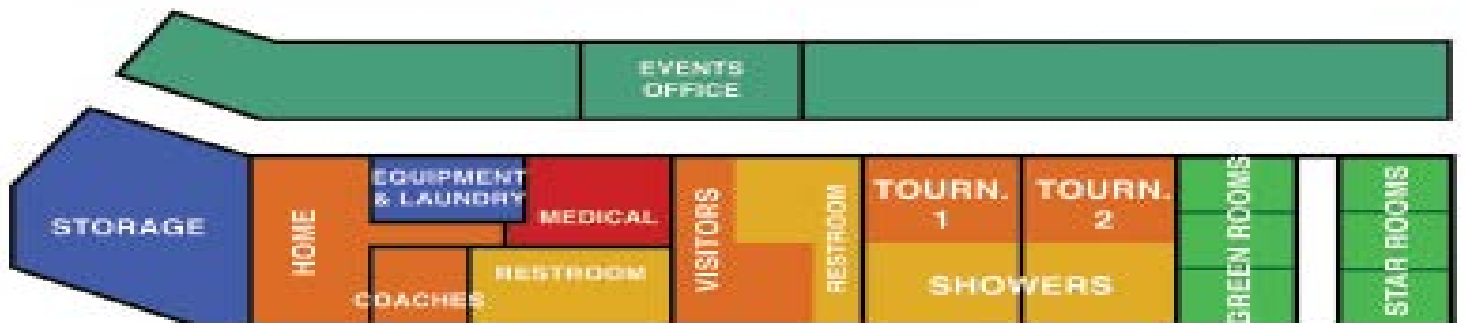 EVENTS
OFFICE
STORAGE
HOME
EQUIPMENT
& LAUNDRY
MEDICAL
COACHES
RESTROOM
VISITORS
RESTROOM
TOURN.
1
TOURN.
2
SHOWERS
GREEN ROOMS
STAR ROOMS